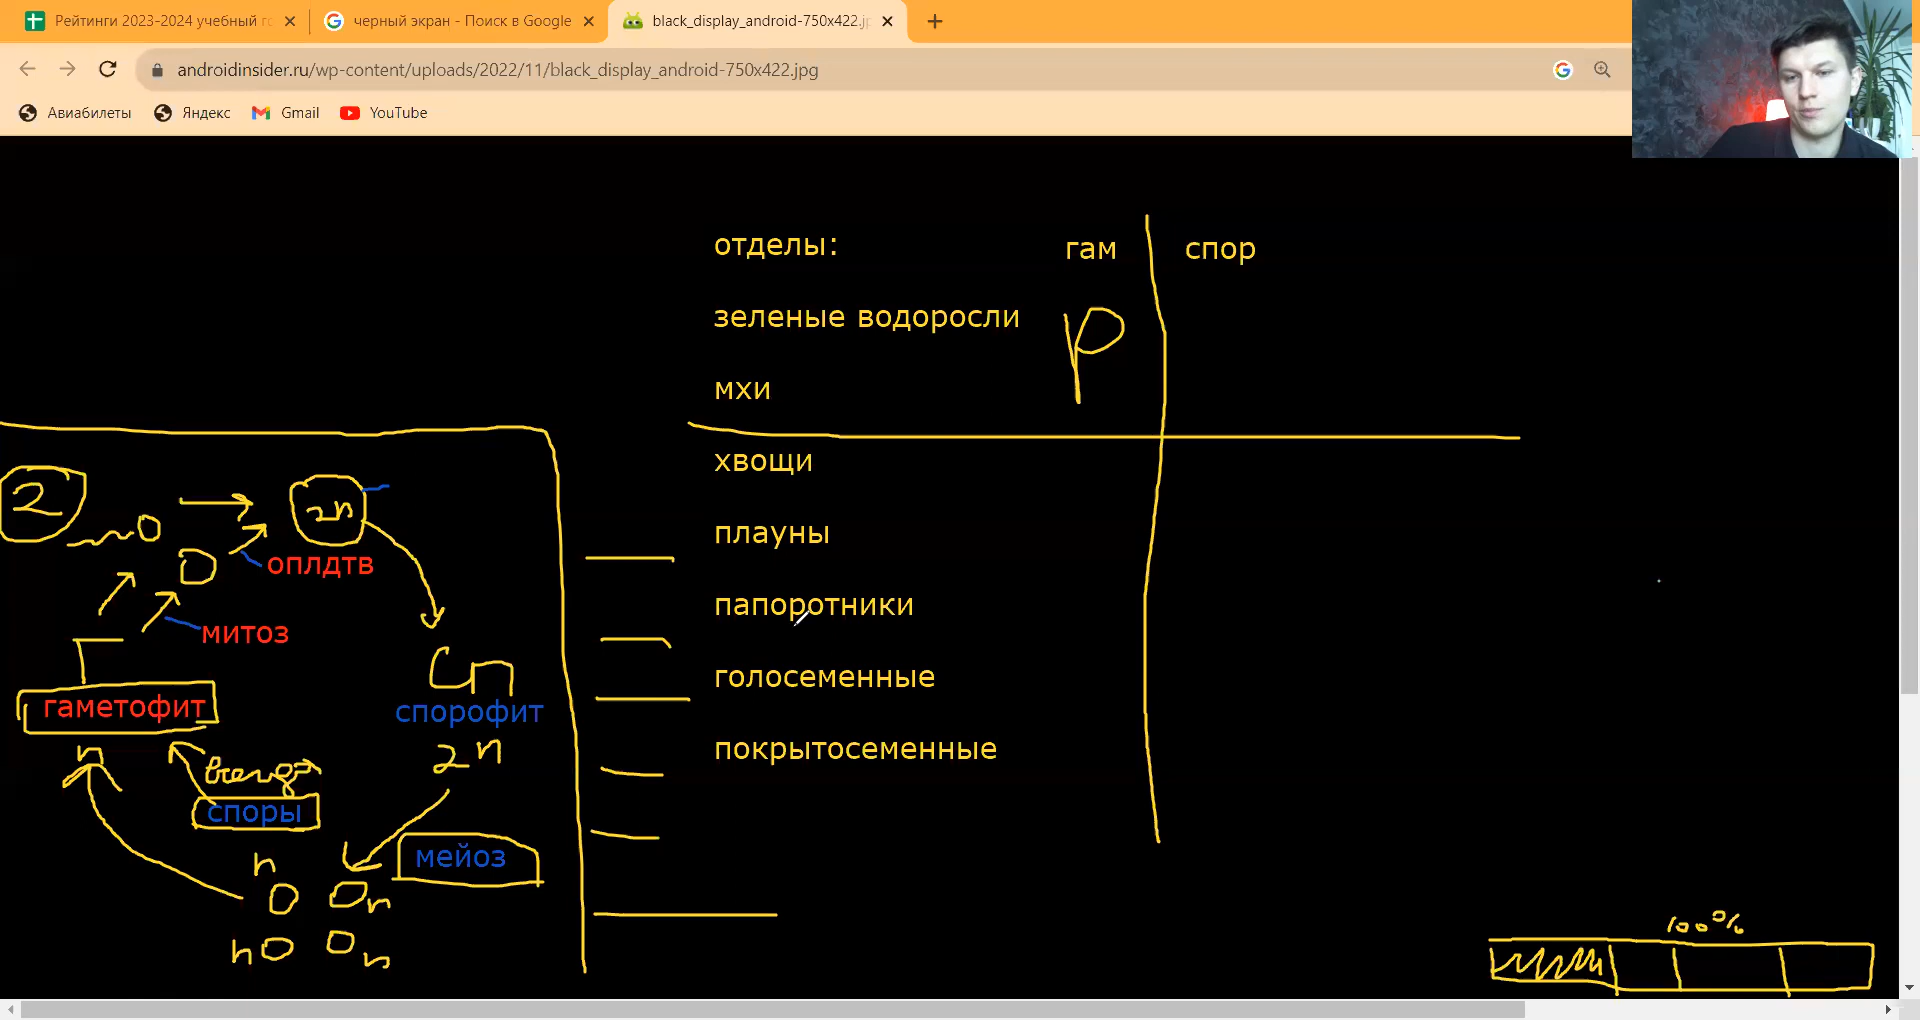 Рейтинги 2023-2024 учебный г
черный экран - Поиск в Google
black_display_android-750x422.j
androidinsider.ru/wp-content/uploads/2022/11/black_display_android-750x422.jpg
Авиабилеты
Яндекс
Gmail
YouTube
отделы:
гам
спор
зеленые водоросли
P
мхи
хвощи
плауны
папоротники
голосеменные
покрытосеменные
2
2n
оплдтв
митоз
Сп
гаметофит
спорофит
n
2n
споры
мейоз
n
n
n
n
100%